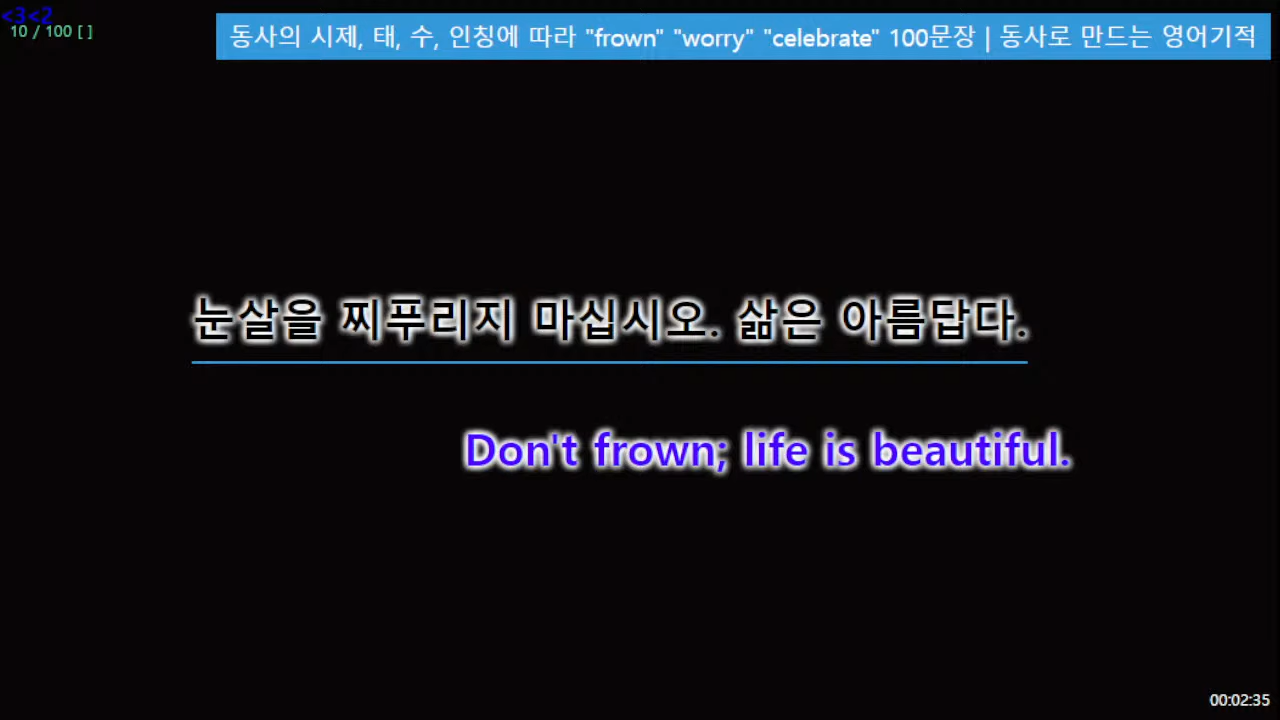 <3<2
10 / 100 [ ]
동사의 시제, 태, 수, 인칭에 따라 "frown" "worry" "celebrate" 100문장 | 동사로 만드는 영어기적
눈살을 찌푸리지 마십시오. 삶은 아름답다.
Don't frown; life is beautiful.
00:02:35